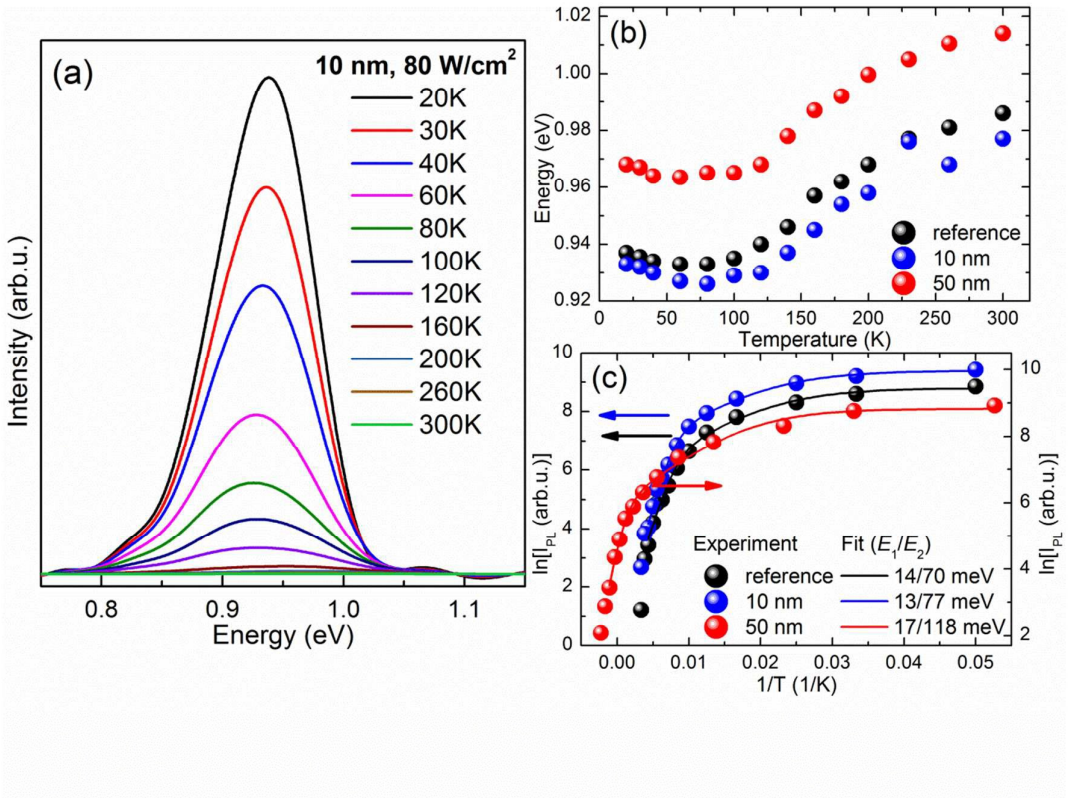 (a)
10 nm, 80 W/cm²
20K
30K
40K
60K
80K
100K
120K
160K
200K
260K
300K
Intensity (arb.u.)
0.8 0.9 1.0 1.1
Energy (eV)
(b)
1.02
1.00
0.98
0.96
0.94
0.92
Energy (eV)
reference
10 nm
50 nm
0 50 100 150 200 250 300
Temperature (K)
(c)
10
8
6
4
2
0
ln[I_PL] (arb.u.)
10
8
6
4
2
ln[I_PL] (arb.u.)
Experiment Fit (E₁/E₂)
reference 14/70 meV
10 nm 13/77 meV
50 nm 17/118 meV
0.00 0.01 0.02 0.03 0.04 0.05
1/T (1/K)